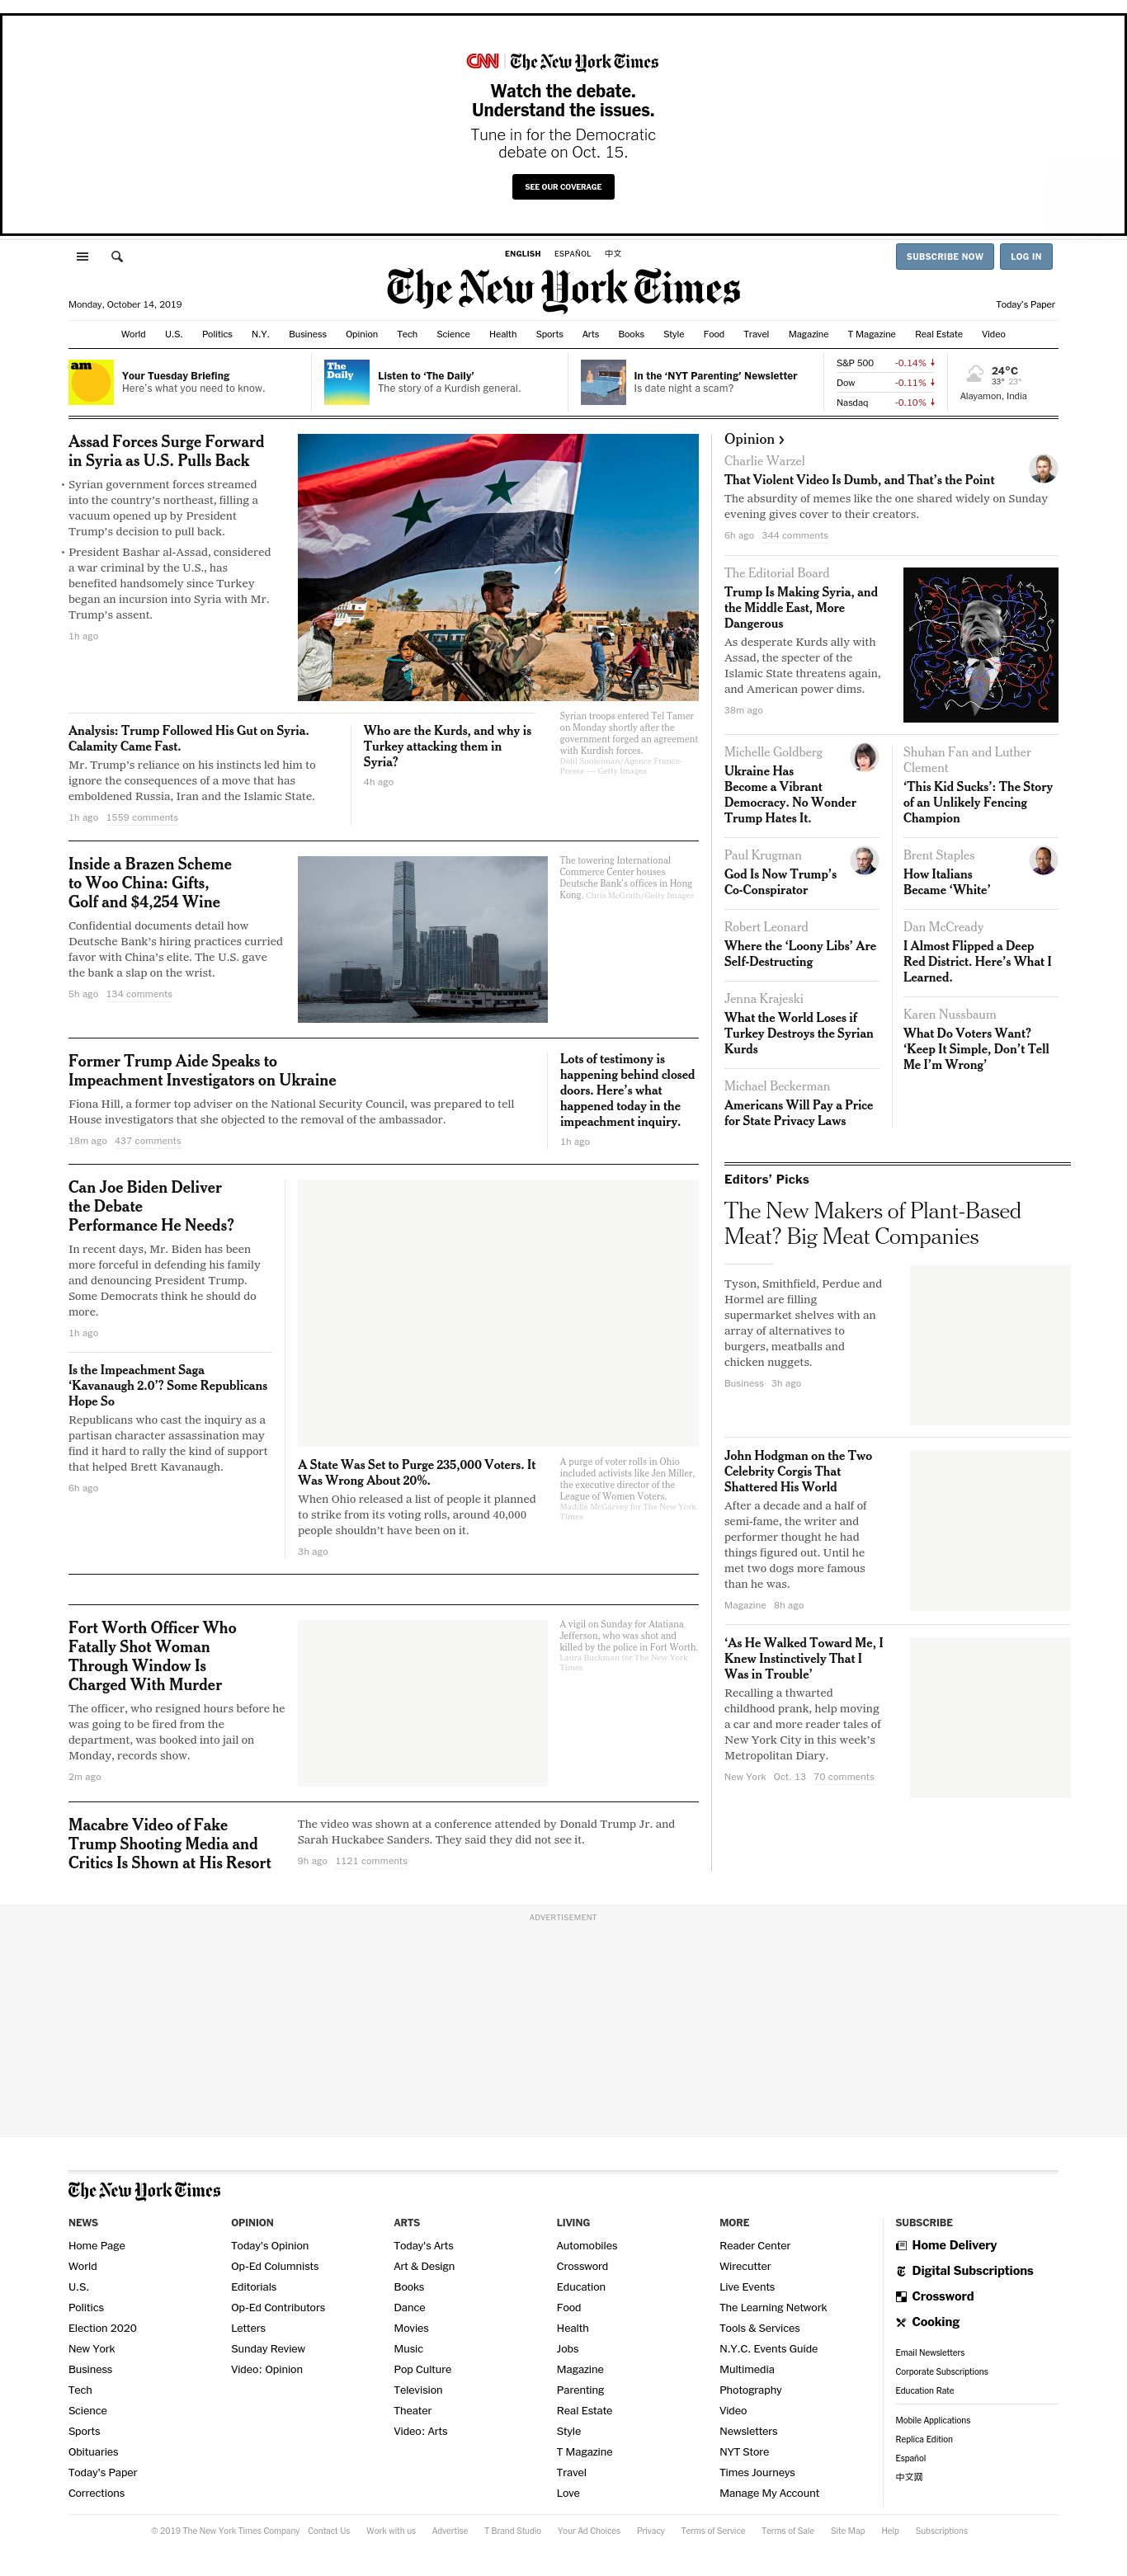 CNN | The New York Times
Watch the debate.
Understand the issues.
Tune in for the Democratic
debate on Oct. 15.
SEE OUR COVERAGE
ENGLISH ESPAÑOL 中文
SUBSCRIBE NOW LOG IN
The New York Times
Monday, October 14, 2019
Today's Paper
World U.S. Politics N.Y. Business Opinion Tech Science Health Sports Arts Books Style Food Travel Magazine T Magazine Real Estate Video
am
Your Tuesday Briefing
Here's what you need to know.
The
Daily
Listen to ‘The Daily’
The story of a Kurdish general.
In the ‘NYT Parenting’ Newsletter
Is date night a scam?
S&P 500 -0.14% ↓
Dow -0.11% ↓
Nasdaq -0.10% ↓
24°C
33° 23°
Alayamon, India
Assad Forces Surge Forward
in Syria as U.S. Pulls Back
• Syrian government forces streamed
into the country’s northeast, filling a
vacuum opened up by President
Trump’s decision to pull back.
• President Bashar al-Assad, considered
a war criminal by the U.S., has
benefited handsomely since Turkey
began an incursion into Syria with Mr.
Trump’s assent.
1h ago
Syrian troops entered Tel Tamer
on Monday shortly after the
government forged an agreement
with Kurdish forces.
Delil Souleiman/Agence France-
Presse — Getty Images
Analysis: Trump Followed His Gut on Syria.
Calamity Came Fast.
Mr. Trump’s reliance on his instincts led him to
ignore the consequences of a move that has
emboldened Russia, Iran and the Islamic State.
1h ago 1559 comments
Who are the Kurds, and why is
Turkey attacking them in
Syria?
4h ago
Inside a Brazen Scheme
to Woo China: Gifts,
Golf and $4,254 Wine
Confidential documents detail how
Deutsche Bank’s hiring practices curried
favor with China’s elite. The U.S. gave
the bank a slap on the wrist.
5h ago 134 comments
The towering International
Commerce Center houses
Deutsche Bank’s offices in Hong
Kong. Chris McGrath/Getty Images
Former Trump Aide Speaks to
Impeachment Investigators on Ukraine
Fiona Hill, a former top adviser on the National Security Council, was prepared to tell
House investigators that she objected to the removal of the ambassador.
18m ago 437 comments
Lots of testimony is
happening behind closed
doors. Here’s what
happened today in the
impeachment inquiry.
1h ago
Can Joe Biden Deliver
the Debate
Performance He Needs?
In recent days, Mr. Biden has been
more forceful in defending his family
and denouncing President Trump.
Some Democrats think he should do
more.
1h ago
Is the Impeachment Saga
‘Kavanaugh 2.0’? Some Republicans
Hope So
Republicans who cast the inquiry as a
partisan character assassination may
find it hard to rally the kind of support
that helped Brett Kavanaugh.
6h ago
A State Was Set to Purge 235,000 Voters. It
Was Wrong About 20%.
When Ohio released a list of people it planned
to strike from its voting rolls, around 40,000
people shouldn’t have been on it.
3h ago
A purge of voter rolls in Ohio
included activists like Jen Miller,
the executive director of the
League of Women Voters.
Maddie McGarvey for The New York
Times
Fort Worth Officer Who
Fatally Shot Woman
Through Window Is
Charged With Murder
The officer, who resigned hours before he
was going to be fired from the
department, was booked into jail on
Monday, records show.
2m ago
A vigil on Sunday for Atatiana
Jefferson, who was shot and
killed by the police in Fort Worth.
Laura Buckman for The New York
Times
Macabre Video of Fake
Trump Shooting Media and
Critics Is Shown at His Resort
The video was shown at a conference attended by Donald Trump Jr. and
Sarah Huckabee Sanders. They said they did not see it.
9h ago 1121 comments
Opinion ›
Charlie Warzel
That Violent Video Is Dumb, and That’s the Point
The absurdity of memes like the one shared widely on Sunday
evening gives cover to their creators.
6h ago 344 comments
The Editorial Board
Trump Is Making Syria, and
the Middle East, More
Dangerous
As desperate Kurds ally with
Assad, the specter of the
Islamic State threatens again,
and American power dims.
38m ago
Michelle Goldberg
Ukraine Has
Become a Vibrant
Democracy. No Wonder
Trump Hates It.
Paul Krugman
God Is Now Trump’s
Co-Conspirator
Robert Leonard
Where the ‘Loony Libs’ Are
Self-Destructing
Jenna Krajeski
What the World Loses if
Turkey Destroys the Syrian
Kurds
Michael Beckerman
Americans Will Pay a Price
for State Privacy Laws
Shuhan Fan and Luther
Clement
‘This Kid Sucks’: The Story
of an Unlikely Fencing
Champion
Brent Staples
How Italians
Became ‘White’
Dan McCready
I Almost Flipped a Deep
Red District. Here’s What I
Learned.
Karen Nussbaum
What Do Voters Want?
‘Keep It Simple, Don’t Tell
Me I’m Wrong’
Editors’ Picks
The New Makers of Plant-Based
Meat? Big Meat Companies
Tyson, Smithfield, Perdue and
Hormel are filling
supermarket shelves with an
array of alternatives to
burgers, meatballs and
chicken nuggets.
Business 3h ago
John Hodgman on the Two
Celebrity Corgis That
Shattered His World
After a decade and a half of
semi-fame, the writer and
performer thought he had
things figured out. Until he
met two dogs more famous
than he was.
Magazine 8h ago
‘As He Walked Toward Me, I
Knew Instinctively That I
Was in Trouble’
Recalling a thwarted
childhood prank, help moving
a car and more reader tales of
New York City in this week’s
Metropolitan Diary.
New York Oct. 13 70 comments
ADVERTISEMENT
The New York Times
NEWS
Home Page
World
U.S.
Politics
Election 2020
New York
Business
Tech
Science
Sports
Obituaries
Today's Paper
Corrections
OPINION
Today's Opinion
Op-Ed Columnists
Editorials
Op-Ed Contributors
Letters
Sunday Review
Video: Opinion
ARTS
Today's Arts
Art & Design
Books
Dance
Movies
Music
Pop Culture
Television
Theater
Video: Arts
LIVING
Automobiles
Crossword
Education
Food
Health
Jobs
Magazine
Parenting
Real Estate
Style
T Magazine
Travel
Love
MORE
Reader Center
Wirecutter
Live Events
The Learning Network
Tools & Services
N.Y.C. Events Guide
Multimedia
Photography
Video
Newsletters
NYT Store
Times Journeys
Manage My Account
SUBSCRIBE
Home Delivery
Digital Subscriptions
Crossword
Cooking
Email Newsletters
Corporate Subscriptions
Education Rate
Mobile Applications
Replica Edition
Español
中文网
© 2019 The New York Times Company Contact Us Work with us Advertise T Brand Studio Your Ad Choices Privacy Terms of Service Terms of Sale Site Map Help Subscriptions